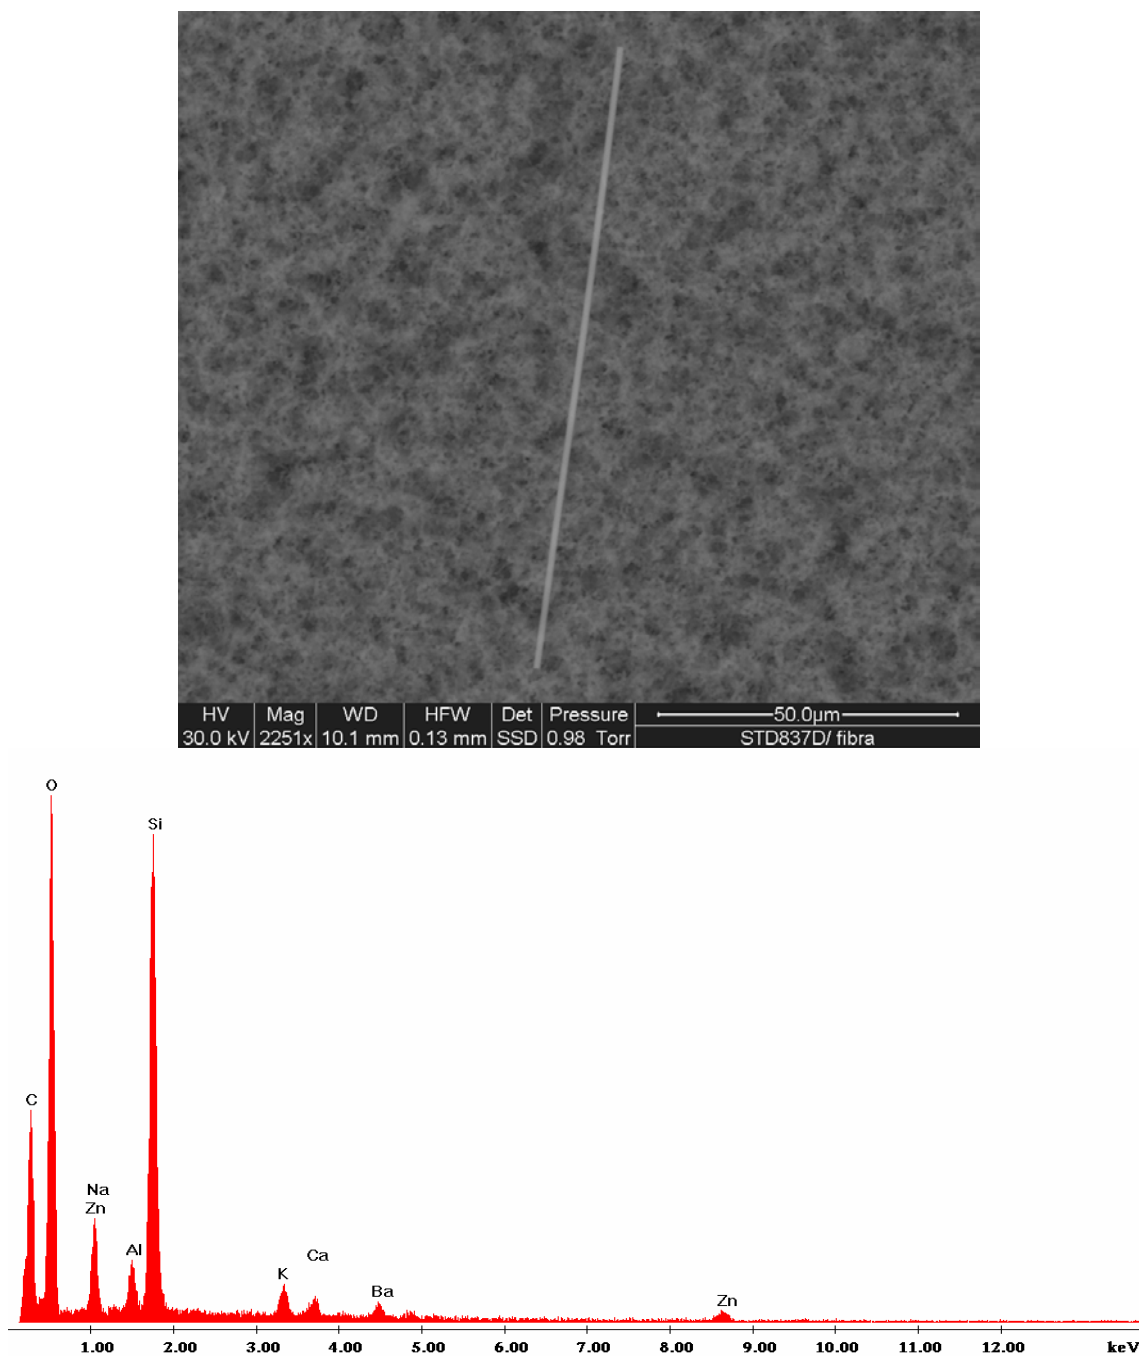 HV Mag WD HFW Det Pressure 50.0µm
30.0 kV 2251x 10.1 mm 0.13 mm SSD 0.98 Torr STD837D/ fibra
O
Si
C
Na
Zn
Al
Ca
K
Ba
Zn
1.00 2.00 3.00 4.00 5.00 6.00 7.00 8.00 9.00 10.00 11.00 12.00 keV